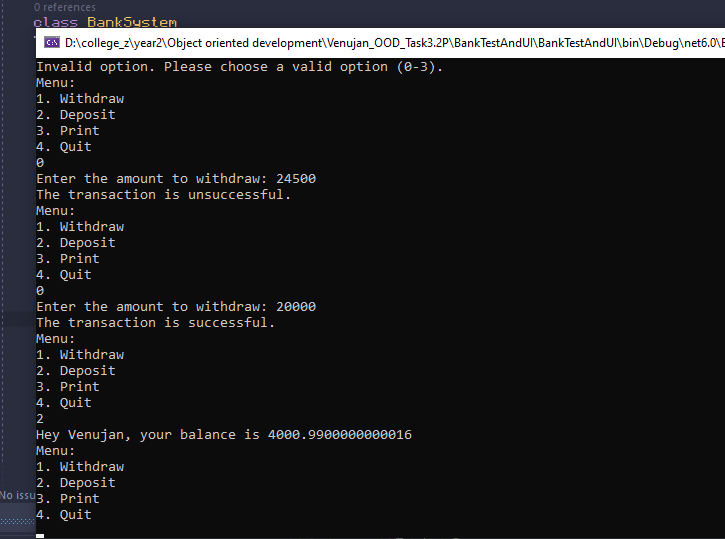 0 references
class BankSystem
D:\college_z\year2\Object oriented development\Venujan_OOD_Task3.2P\BankTestAndUI\BankTestAndUI\bin\Debug\net6.0\
Invalid option. Please choose a valid option (0-3).
Menu:
1. Withdraw
2. Deposit
3. Print
4. Quit
0
Enter the amount to withdraw: 24500
The transaction is unsuccessful.
Menu:
1. Withdraw
2. Deposit
3. Print
4. Quit
0
Enter the amount to withdraw: 20000
The transaction is successful.
Menu:
1. Withdraw
2. Deposit
3. Print
4. Quit
2
Hey Venujan, your balance is 4000.9900000000016
Menu:
1. Withdraw
2. Deposit
No issu
3. Print
4. Quit